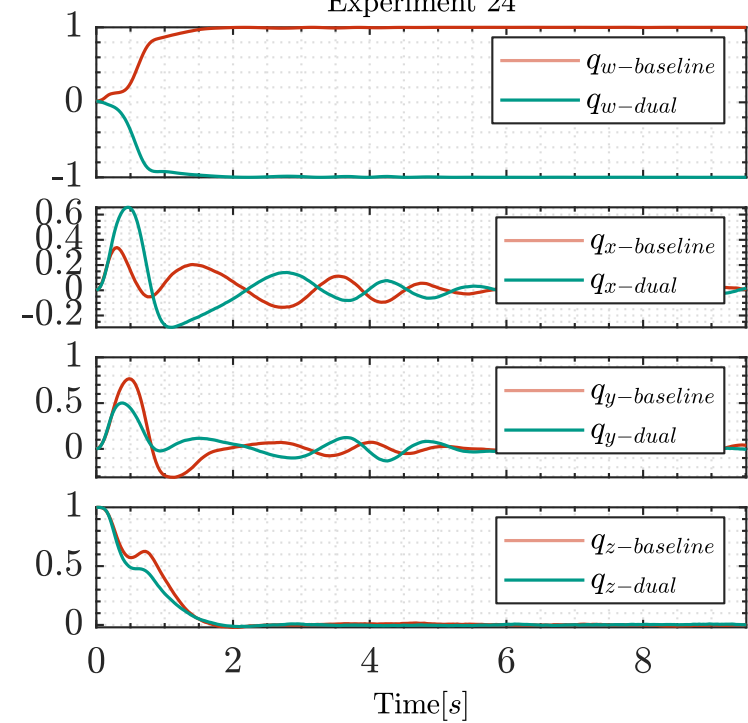 Experiment 24
1
0
-1
q_{w-baseline}
q_{w-dual}
0.6
0.4
0.2
0
-0.2
q_{x-baseline}
q_{x-dual}
1
0.5
0
q_{y-baseline}
q_{y-dual}
1
0.5
0
q_{z-baseline}
q_{z-dual}
0 2 4 6 8
Time[s]